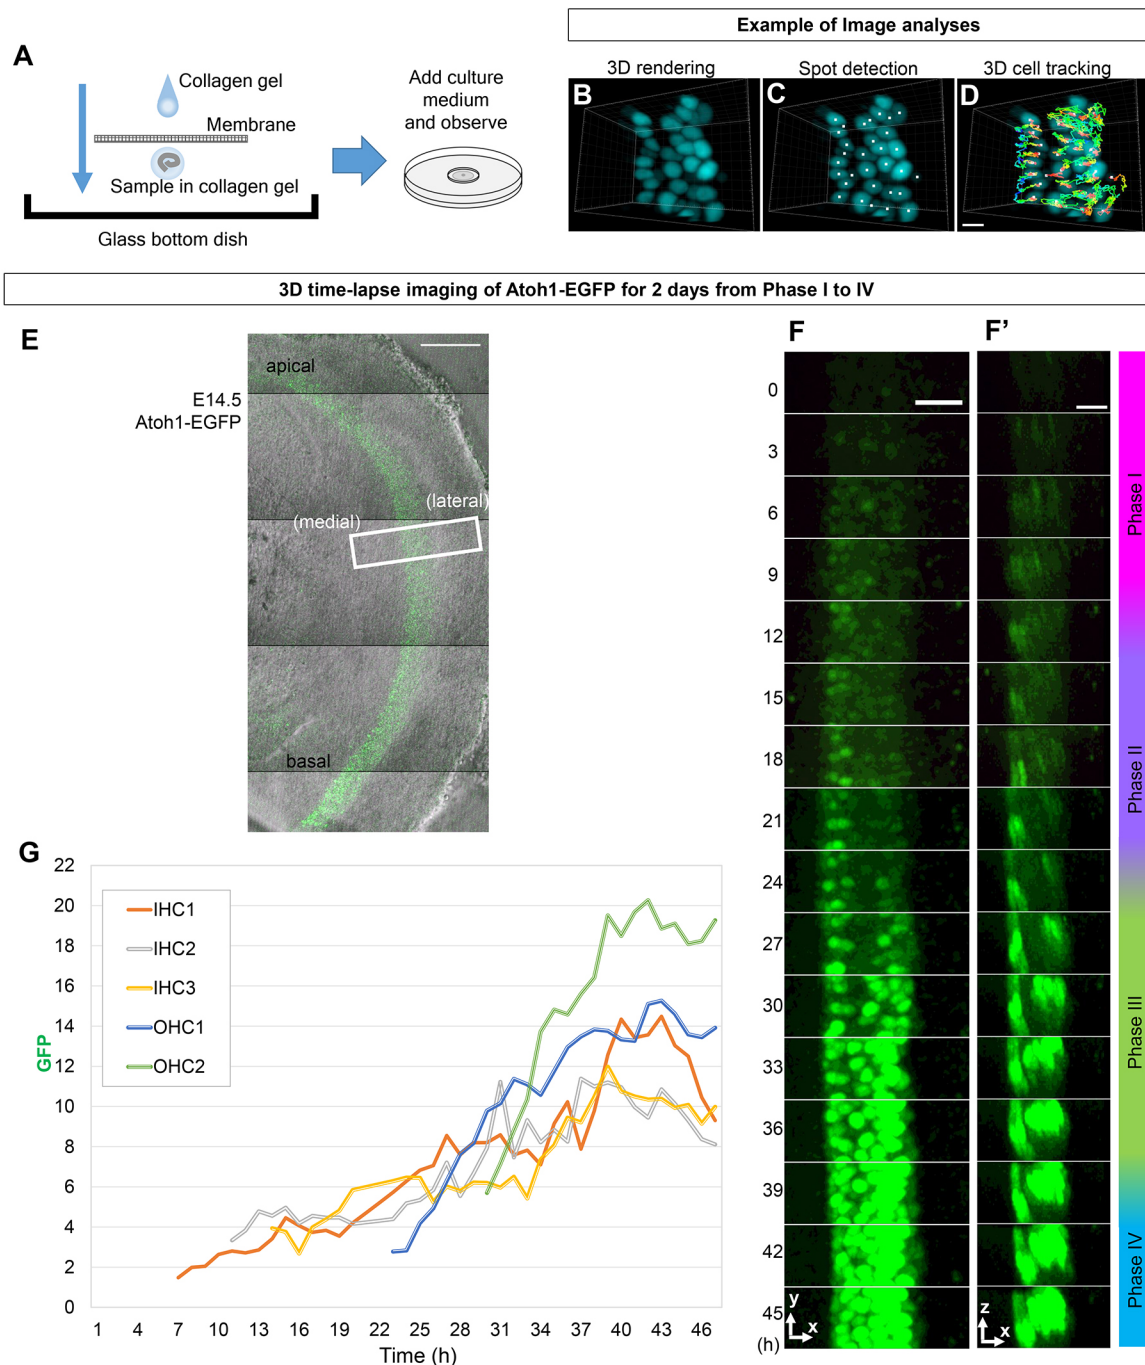 Example of Image analyses
A
Collagen gel
Membrane
Sample in collagen gel
Glass bottom dish
Add culture
medium
and observe
3D rendering
Spot detection
3D cell tracking
B
C
D
3D time-lapse imaging of Atoh1-EGFP for 2 days from Phase I to IV
E
E14.5
Atoh1-EGFP
apical
(lateral)
(medial)
basal
F
F’
0
3
6
9
12
15
18
21
24
27
30
33
36
39
42
45
(h)
y
x
z
x
Phase I
Phase II
Phase III
Phase IV
G
GFP
22
20
18
16
14
12
10
8
6
4
2
0
IHC1
IHC2
IHC3
OHC1
OHC2
1 4 7 10 13 16 19 22 25 28 31 34 37 40 43 46
Time (h)